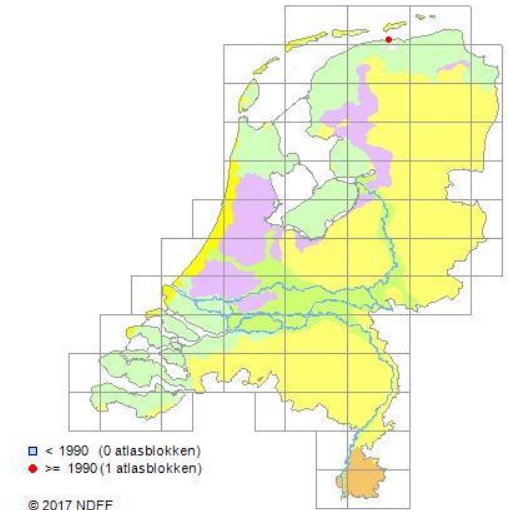 < 1990 (0 atlasblokken)
>= 1990 (1 atlasblokken)
© 2017 NDFF